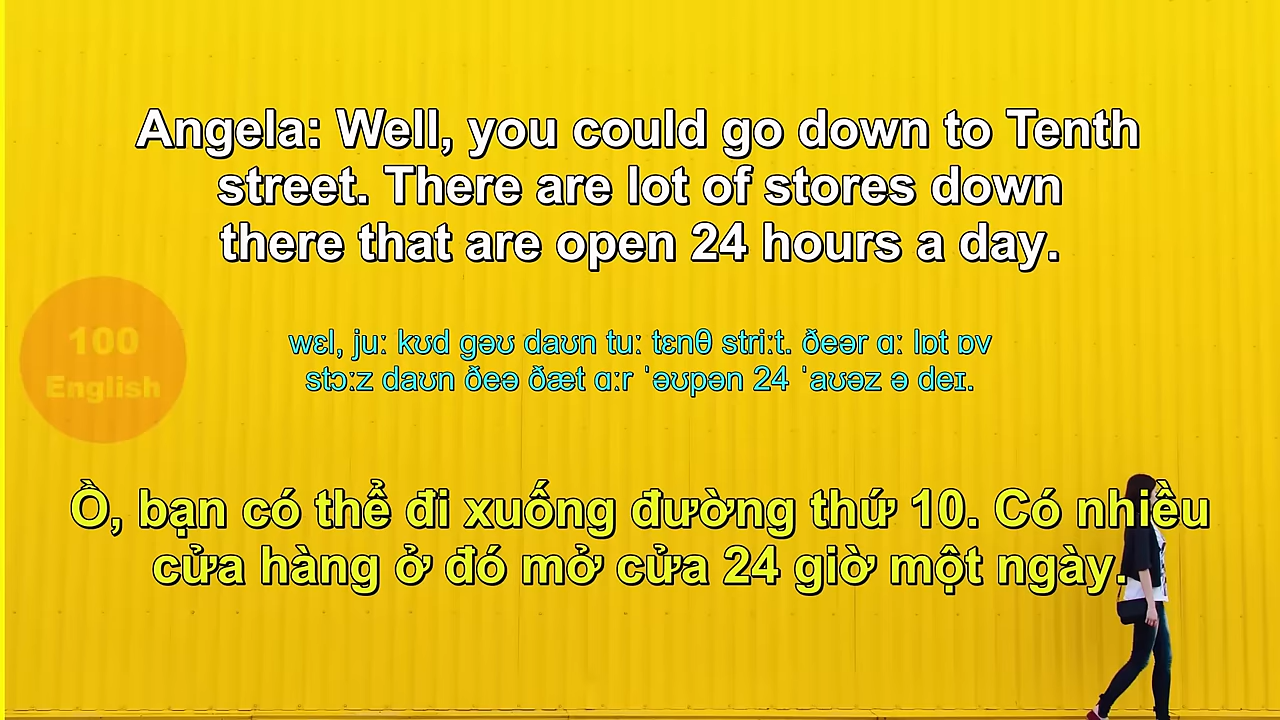 Angela: Well, you could go down to Tenth
street. There are lot of stores down
there that are open 24 hours a day.
100
English
wɛl, juː kʊd gəʊ daʊn tuː tɛnθ striːt. ðeər ɑː lɒt ɒv
stɔːz daʊn ðeə ðæt ɑːr ˈəʊpən 24 ˈaʊəz ə deɪ.
Ồ, bạn có thể đi xuống đường thứ 10. Có nhiều
cửa hàng ở đó mở cửa 24 giờ một ngày.